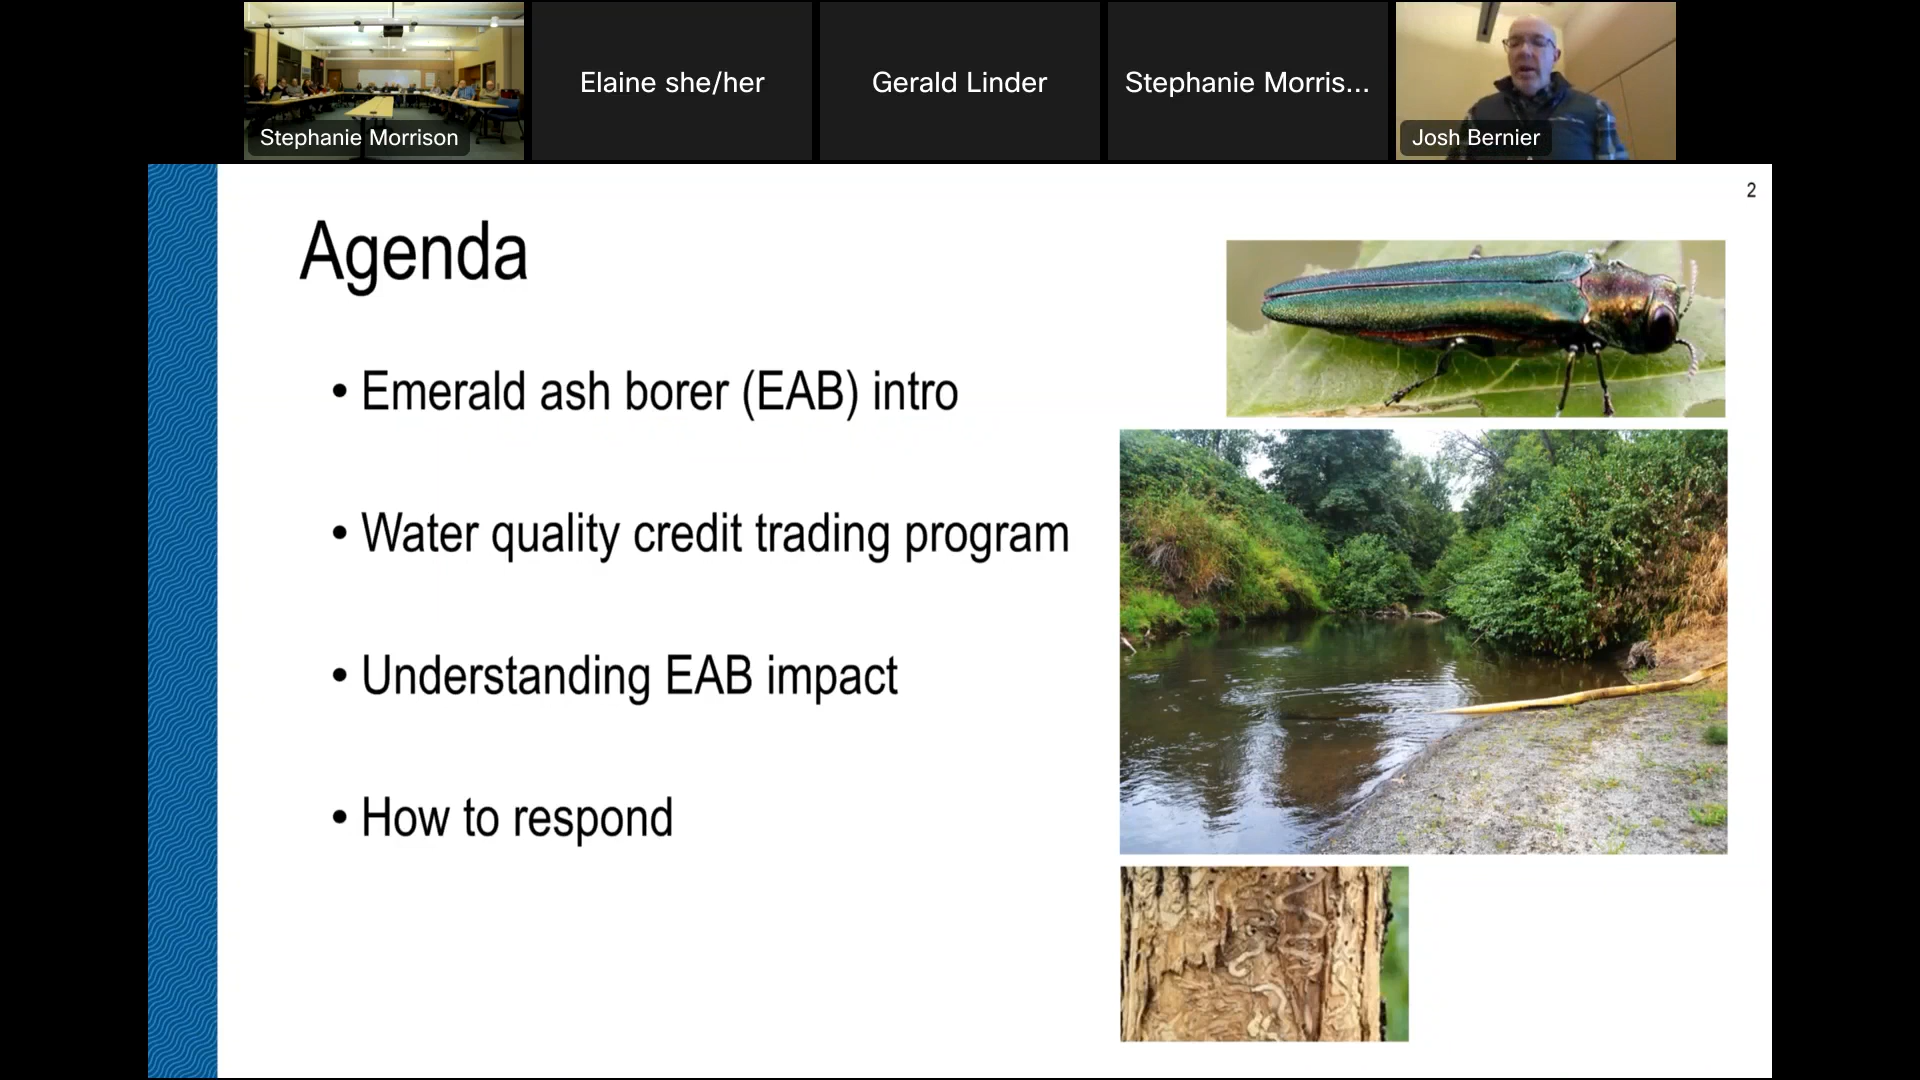 Stephanie Morrison
Elaine she/her
Gerald Linder
Stephanie Morris...
Josh Bernier
2
Agenda
• Emerald ash borer (EAB) intro
• Water quality credit trading program
• Understanding EAB impact
• How to respond